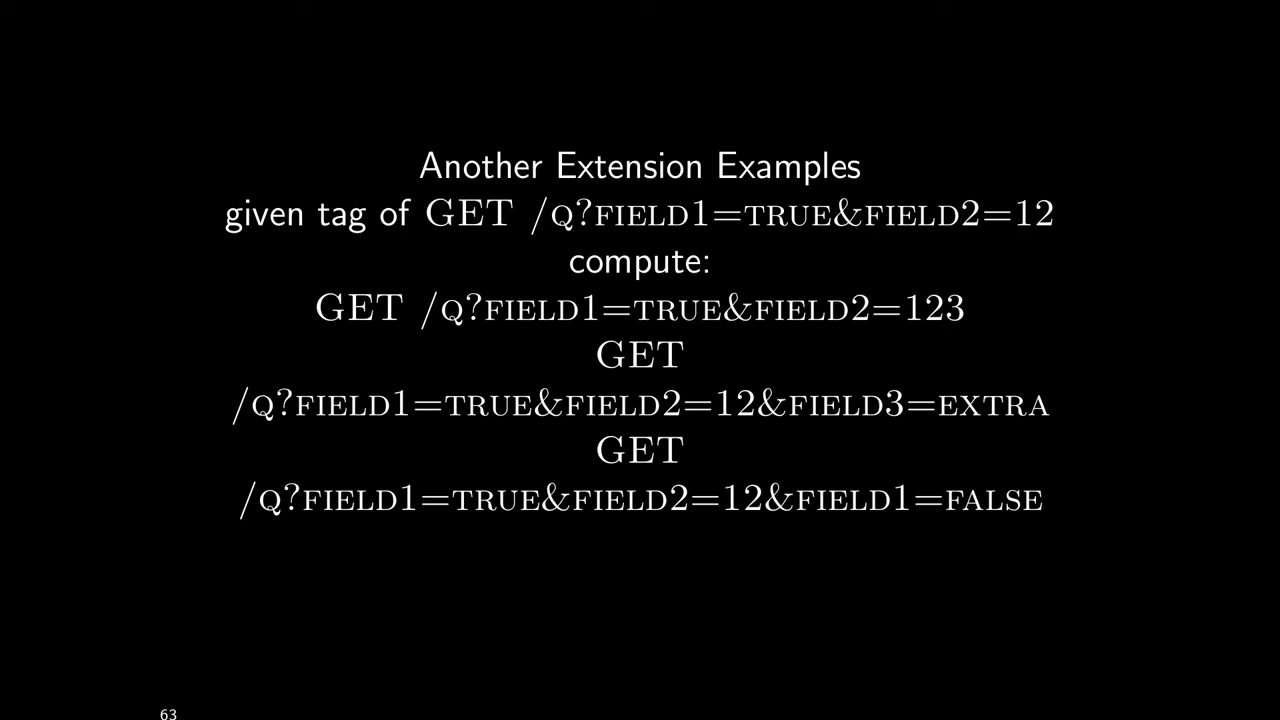 Another Extension Examples
given tag of GET /Q?FIELD1=TRUE&FIELD2=12
compute:
GET /Q?FIELD1=TRUE&FIELD2=123
GET
/Q?FIELD1=TRUE&FIELD2=12&FIELD3=EXTRA
GET
/Q?FIELD1=TRUE&FIELD2=12&FIELD1=FALSE
63